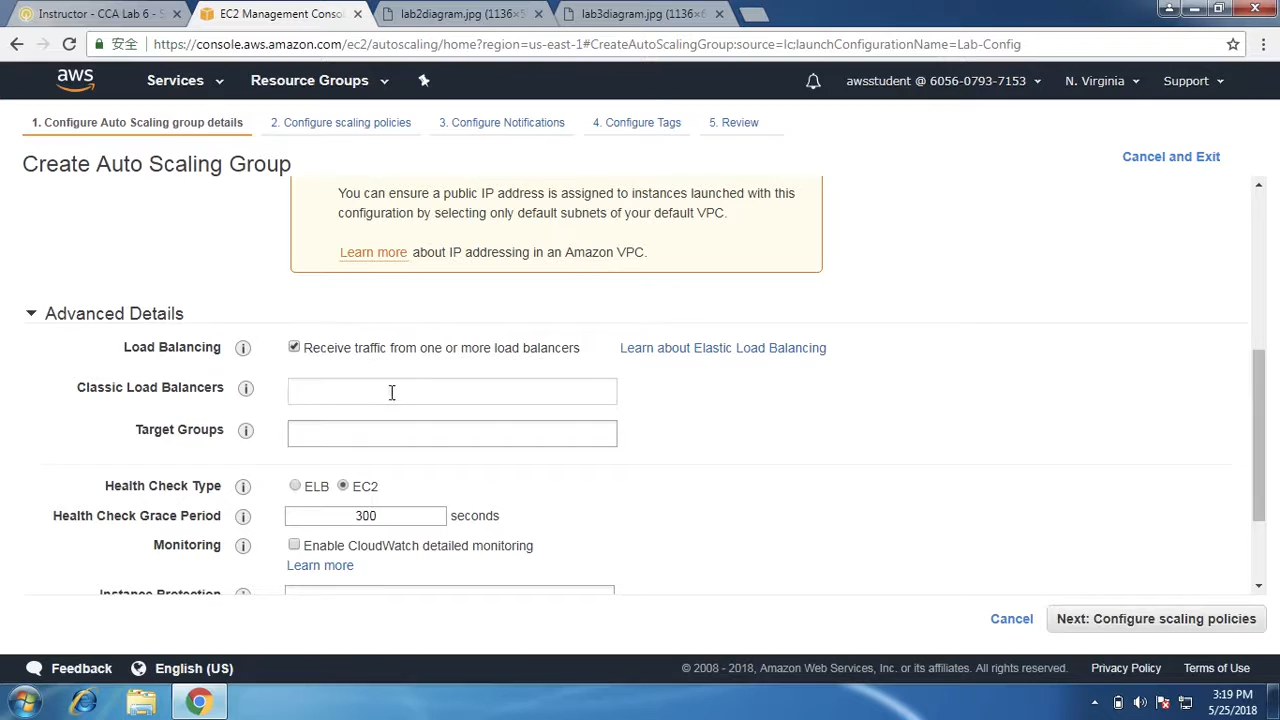 Instructor - CCA Lab 6 - S
EC2 Management Conso
lab2diagram.jpg (1136×5
lab3diagram.jpg (1136×6
安全 https://console.aws.amazon.com/ec2/autoscaling/home?region=us-east-1#CreateAutoScalingGroup:source=lc;launchConfigurationName=Lab-Config
aws Services Resource Groups awsstudent @ 6056-0793-7153 N. Virginia Support
1. Configure Auto Scaling group details 2. Configure scaling policies 3. Configure Notifications 4. Configure Tags 5. Review
Create Auto Scaling Group
Cancel and Exit
You can ensure a public IP address is assigned to instances launched with this
configuration by selecting only default subnets of your default VPC.
Learn more about IP addressing in an Amazon VPC.
Advanced Details
Load Balancing Receive traffic from one or more load balancers Learn about Elastic Load Balancing
Classic Load Balancers
Target Groups
Health Check Type ELB EC2
Health Check Grace Period 300 seconds
Monitoring Enable CloudWatch detailed monitoring
Learn more
Instance Protection
Cancel Next: Configure scaling policies
Feedback English (US) © 2008 - 2018, Amazon Web Services, Inc. or its affiliates. All rights reserved. Privacy Policy Terms of Use
3:19 PM
5/25/2018